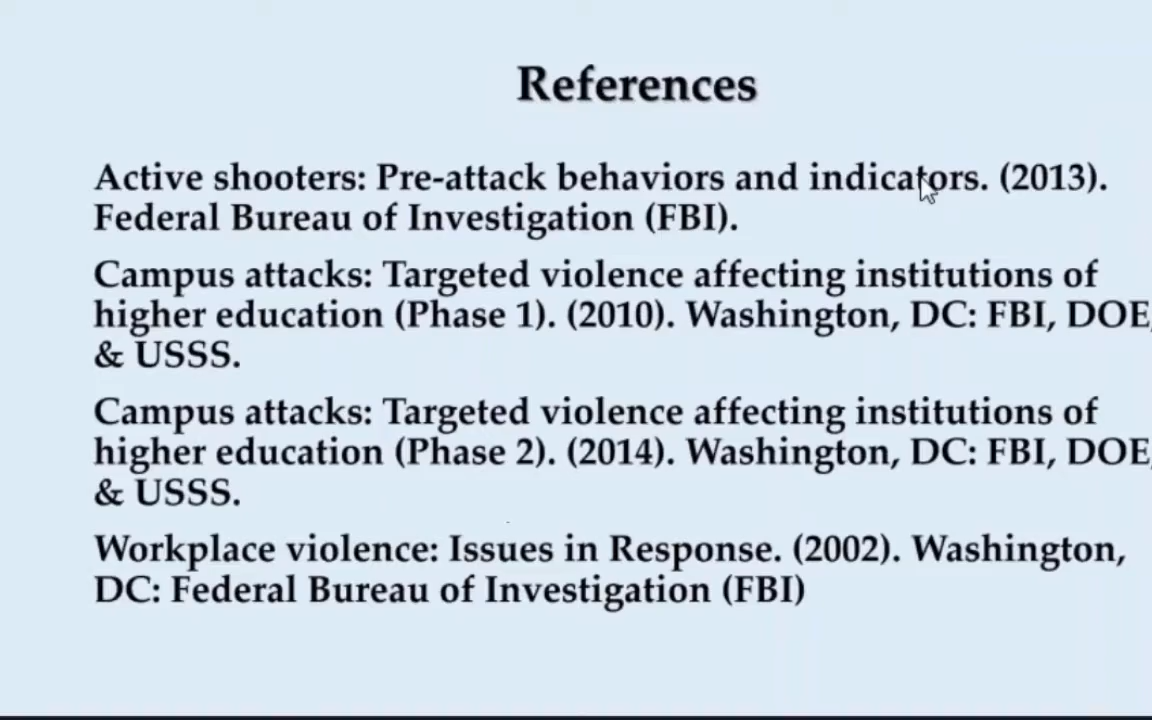 References
Active shooters: Pre-attack behaviors and indicators. (2013).
Federal Bureau of Investigation (FBI).
Campus attacks: Targeted violence affecting institutions of
higher education (Phase 1). (2010). Washington, DC: FBI, DOE,
& USSS.
Campus attacks: Targeted violence affecting institutions of
higher education (Phase 2). (2014). Washington, DC: FBI, DOE,
& USSS.
Workplace violence: Issues in Response. (2002). Washington,
DC: Federal Bureau of Investigation (FBI)